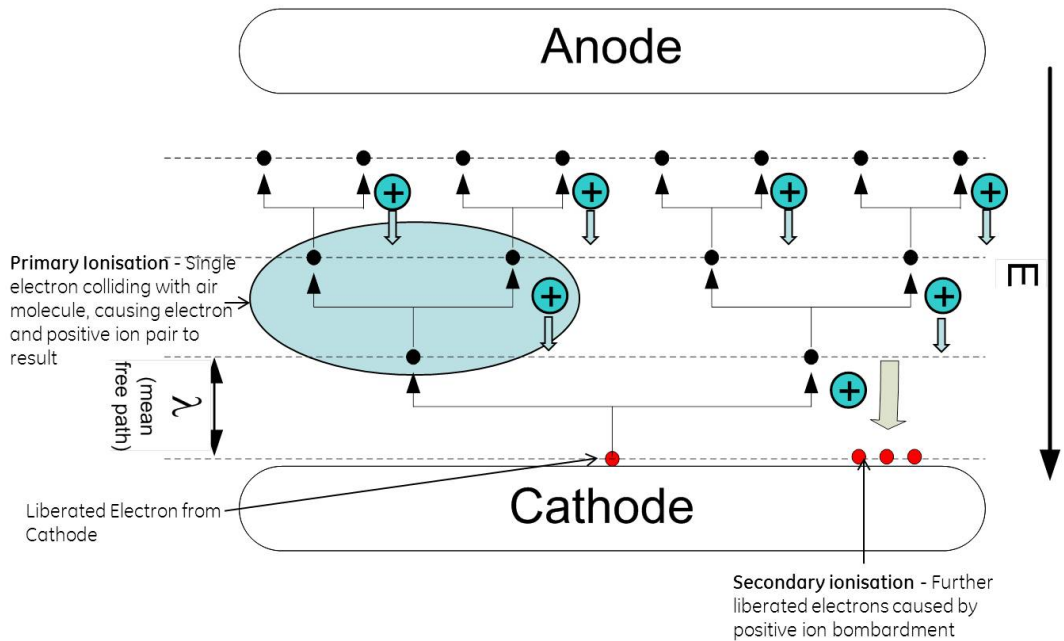 Anode
+ + + +
Primary Ionisation - Single
electron colliding with air
molecule, causing electron
and positive ion pair to
result
E
+ +
λ
(mean
free path)
+
Liberated Electron from
Cathode
Cathode
Secondary ionisation - Further
liberated electrons caused by
positive ion bombardment